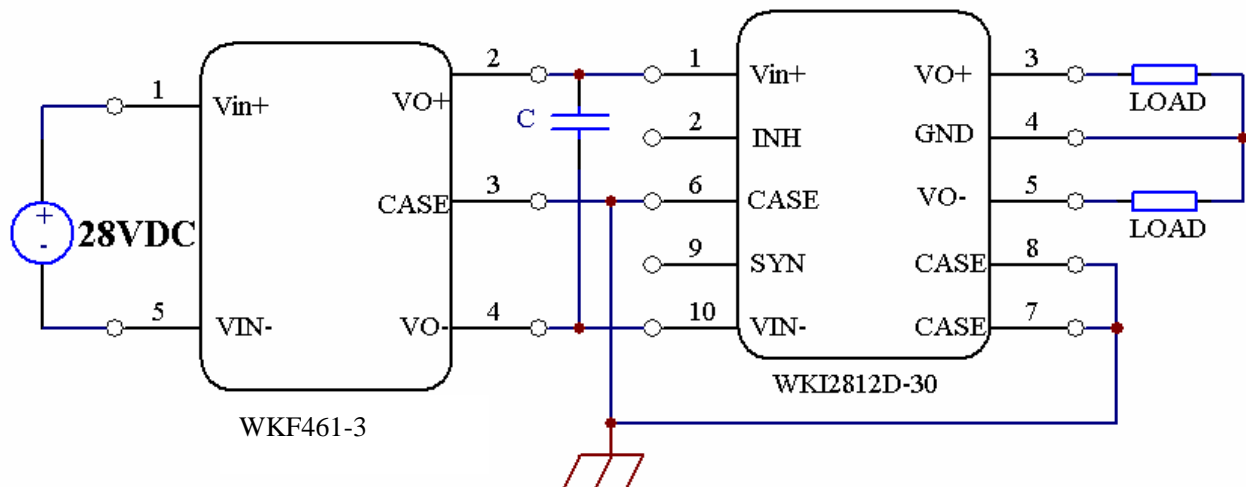 28VDC
+
-
1
Vin+
5
VIN-
2
VO+
3
CASE
4
VO-
WKF461-3
C
1
Vin+
2
INH
6
CASE
9
SYN
10
VIN-
3
VO+
4
GND
5
VO-
8
CASE
7
CASE
WKI2812D-30
LOAD
LOAD